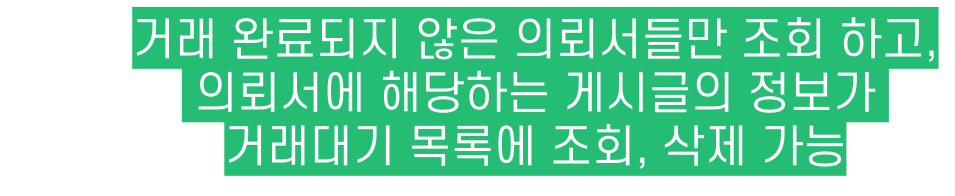 거래 완료되지 않은 의뢰서들만 조회 하고,
의뢰서에 해당하는 게시글의 정보가
거래대기 목록에 조회, 삭제 가능